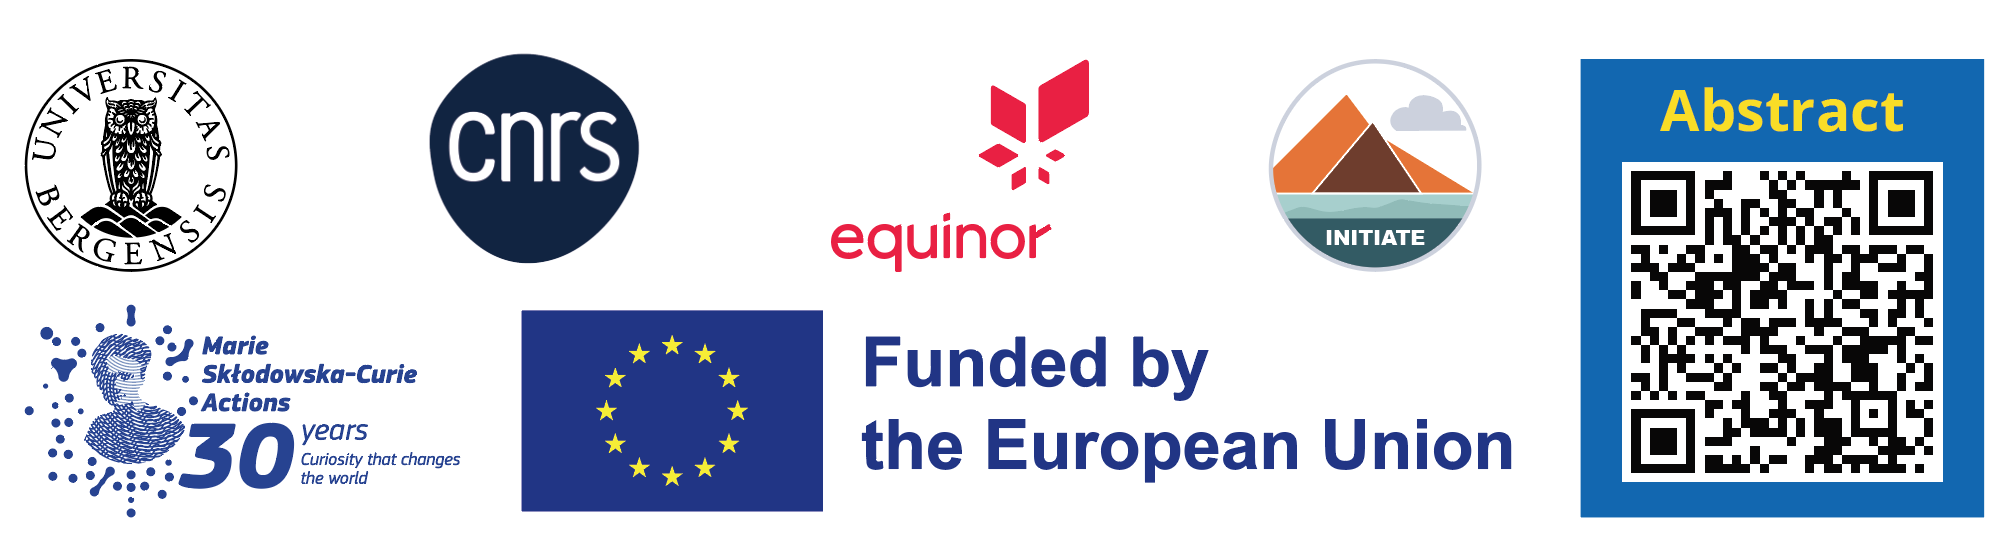 UNIVERSITAS
BERGENSIS
cnrs
equinor
INITIATE
Abstract
Marie
Skłodowska-Curie
Actions
30 years
Curiosity that changes
the world
Funded by
the European Union